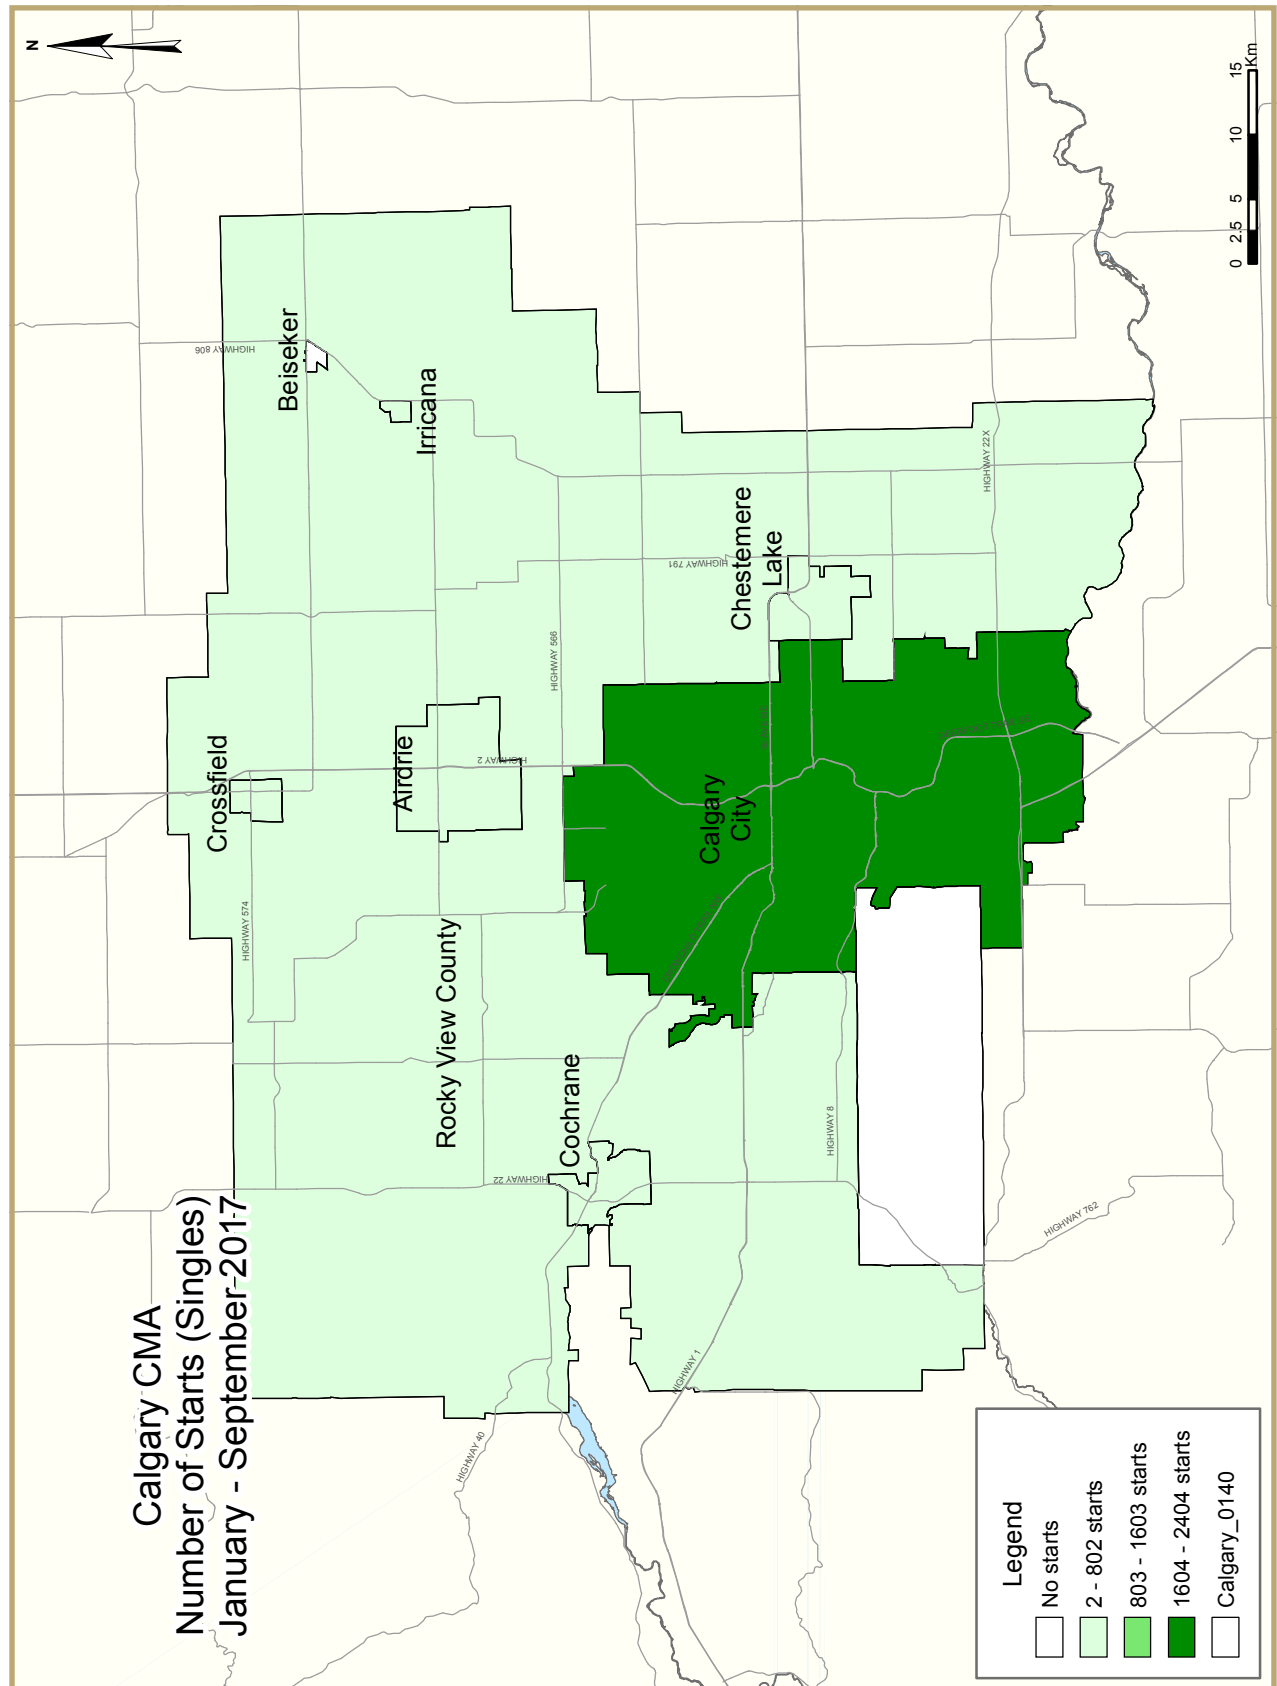 Calgary CMA
Number of Starts (Singles)
January - September 2017
N
HIGHWAY 806
Beiseker
Irricana
Crossfield
Airdrie
HIGHWAY 2
HIGHWAY 574
HIGHWAY 566
Rocky View County
Cochrane
HIGHWAY 22
HIGHWAY 40
Chestemere
Lake
HIGHWAY 791
Calgary
City
HIGHWAY 22X
HIGHWAY 8
HIGHWAY 1
HIGHWAY 762
Legend
No starts
2 - 802 starts
803 - 1603 starts
1604 - 2404 starts
Calgary_0140
0 2.5 5 10 15
Km